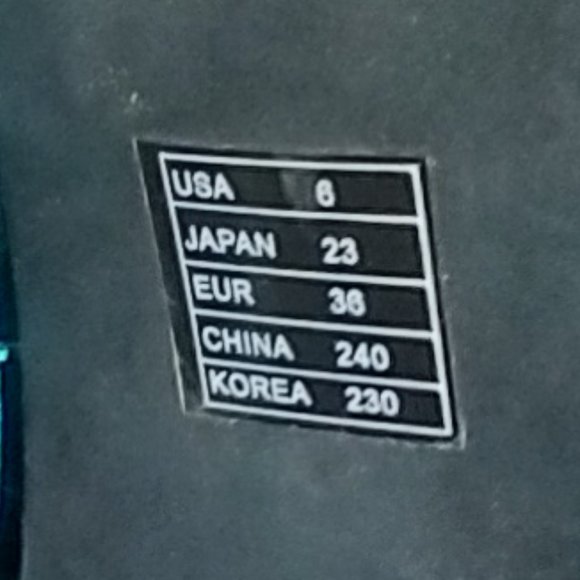 USA 6
JAPAN 23
EUR 36
CHINA 240
KOREA 230